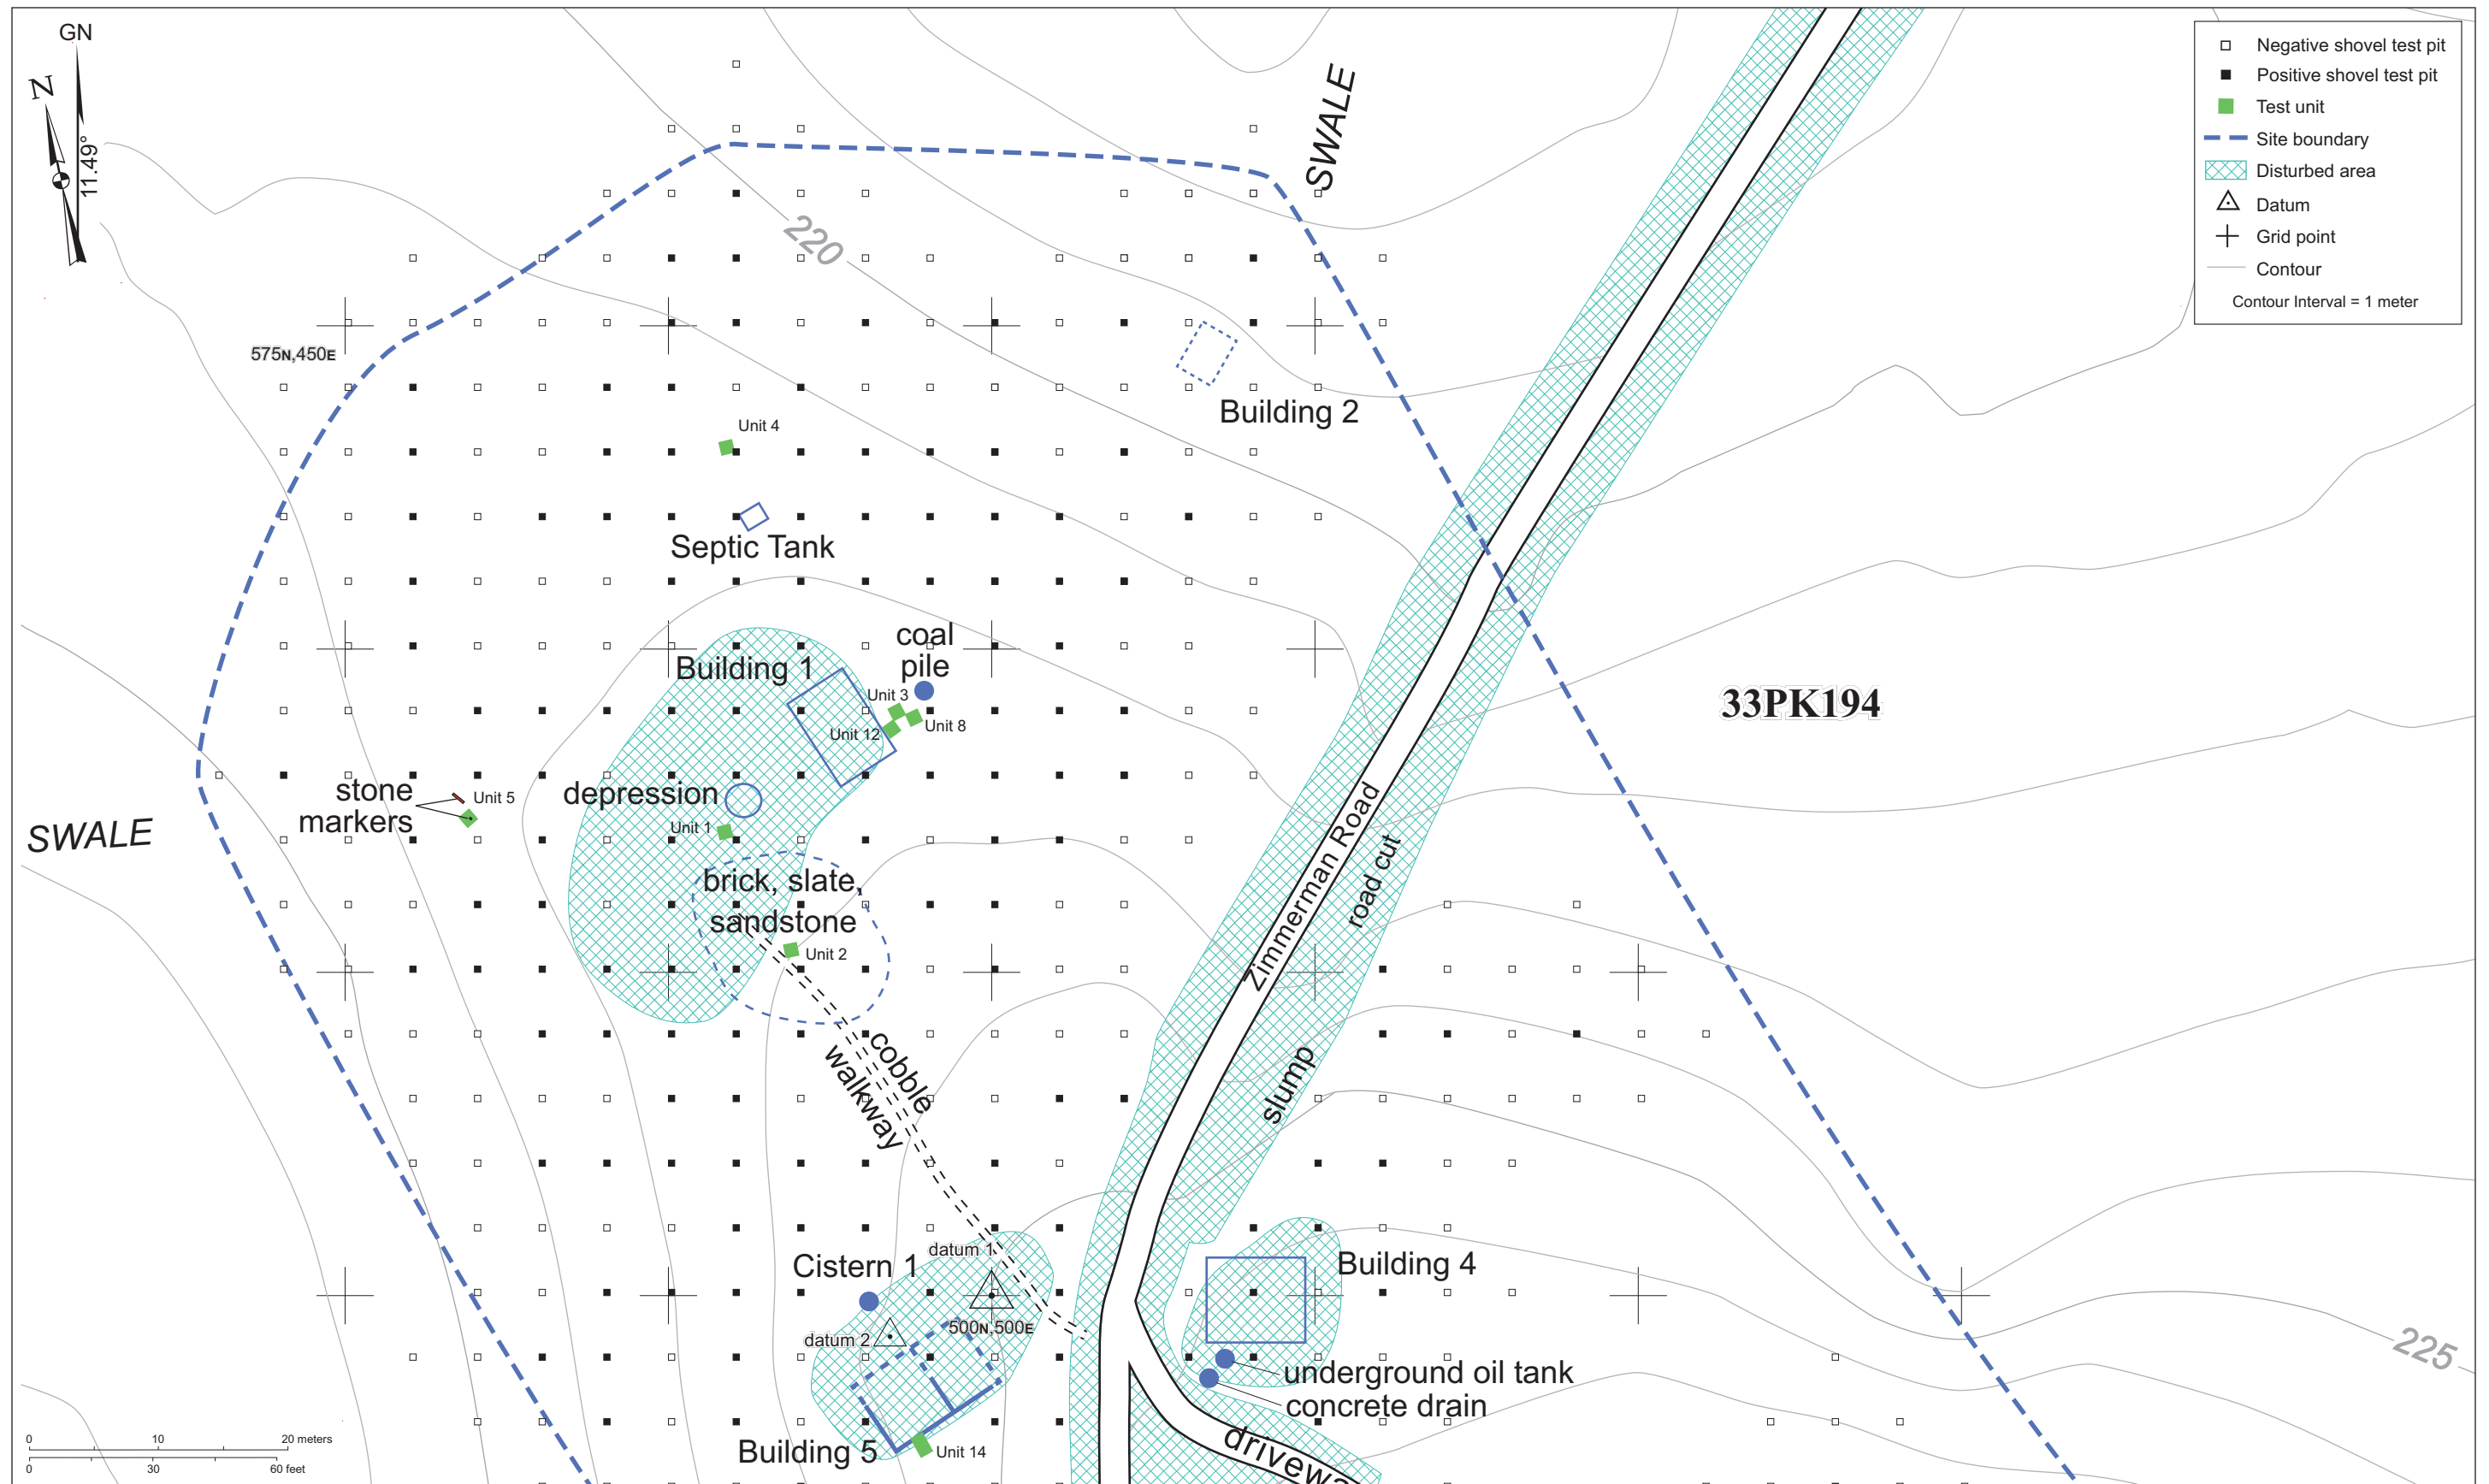 GN
N
11.49°
Negative shovel test pit
Positive shovel test pit
Test unit
Site boundary
Disturbed area
Datum
Grid point
Contour
Contour Interval = 1 meter
SWALE
220
575N,450E
Building 2
Unit 4
Septic Tank
coal
pile
Building 1
Unit 3
Unit 8
Unit 12
33PK194
stone
markers
Unit 5
depression
Unit 1
SWALE
brick, slate,
sandstone
Unit 2
Zimmerman Road
road cut
cobble
walkway
slump
datum 1
Cistern 1
Building 4
500N,500E
datum 2
225
underground oil tank
concrete drain
Building 5
Unit 14
drivewa
0 10 20 meters
0 30 60 feet